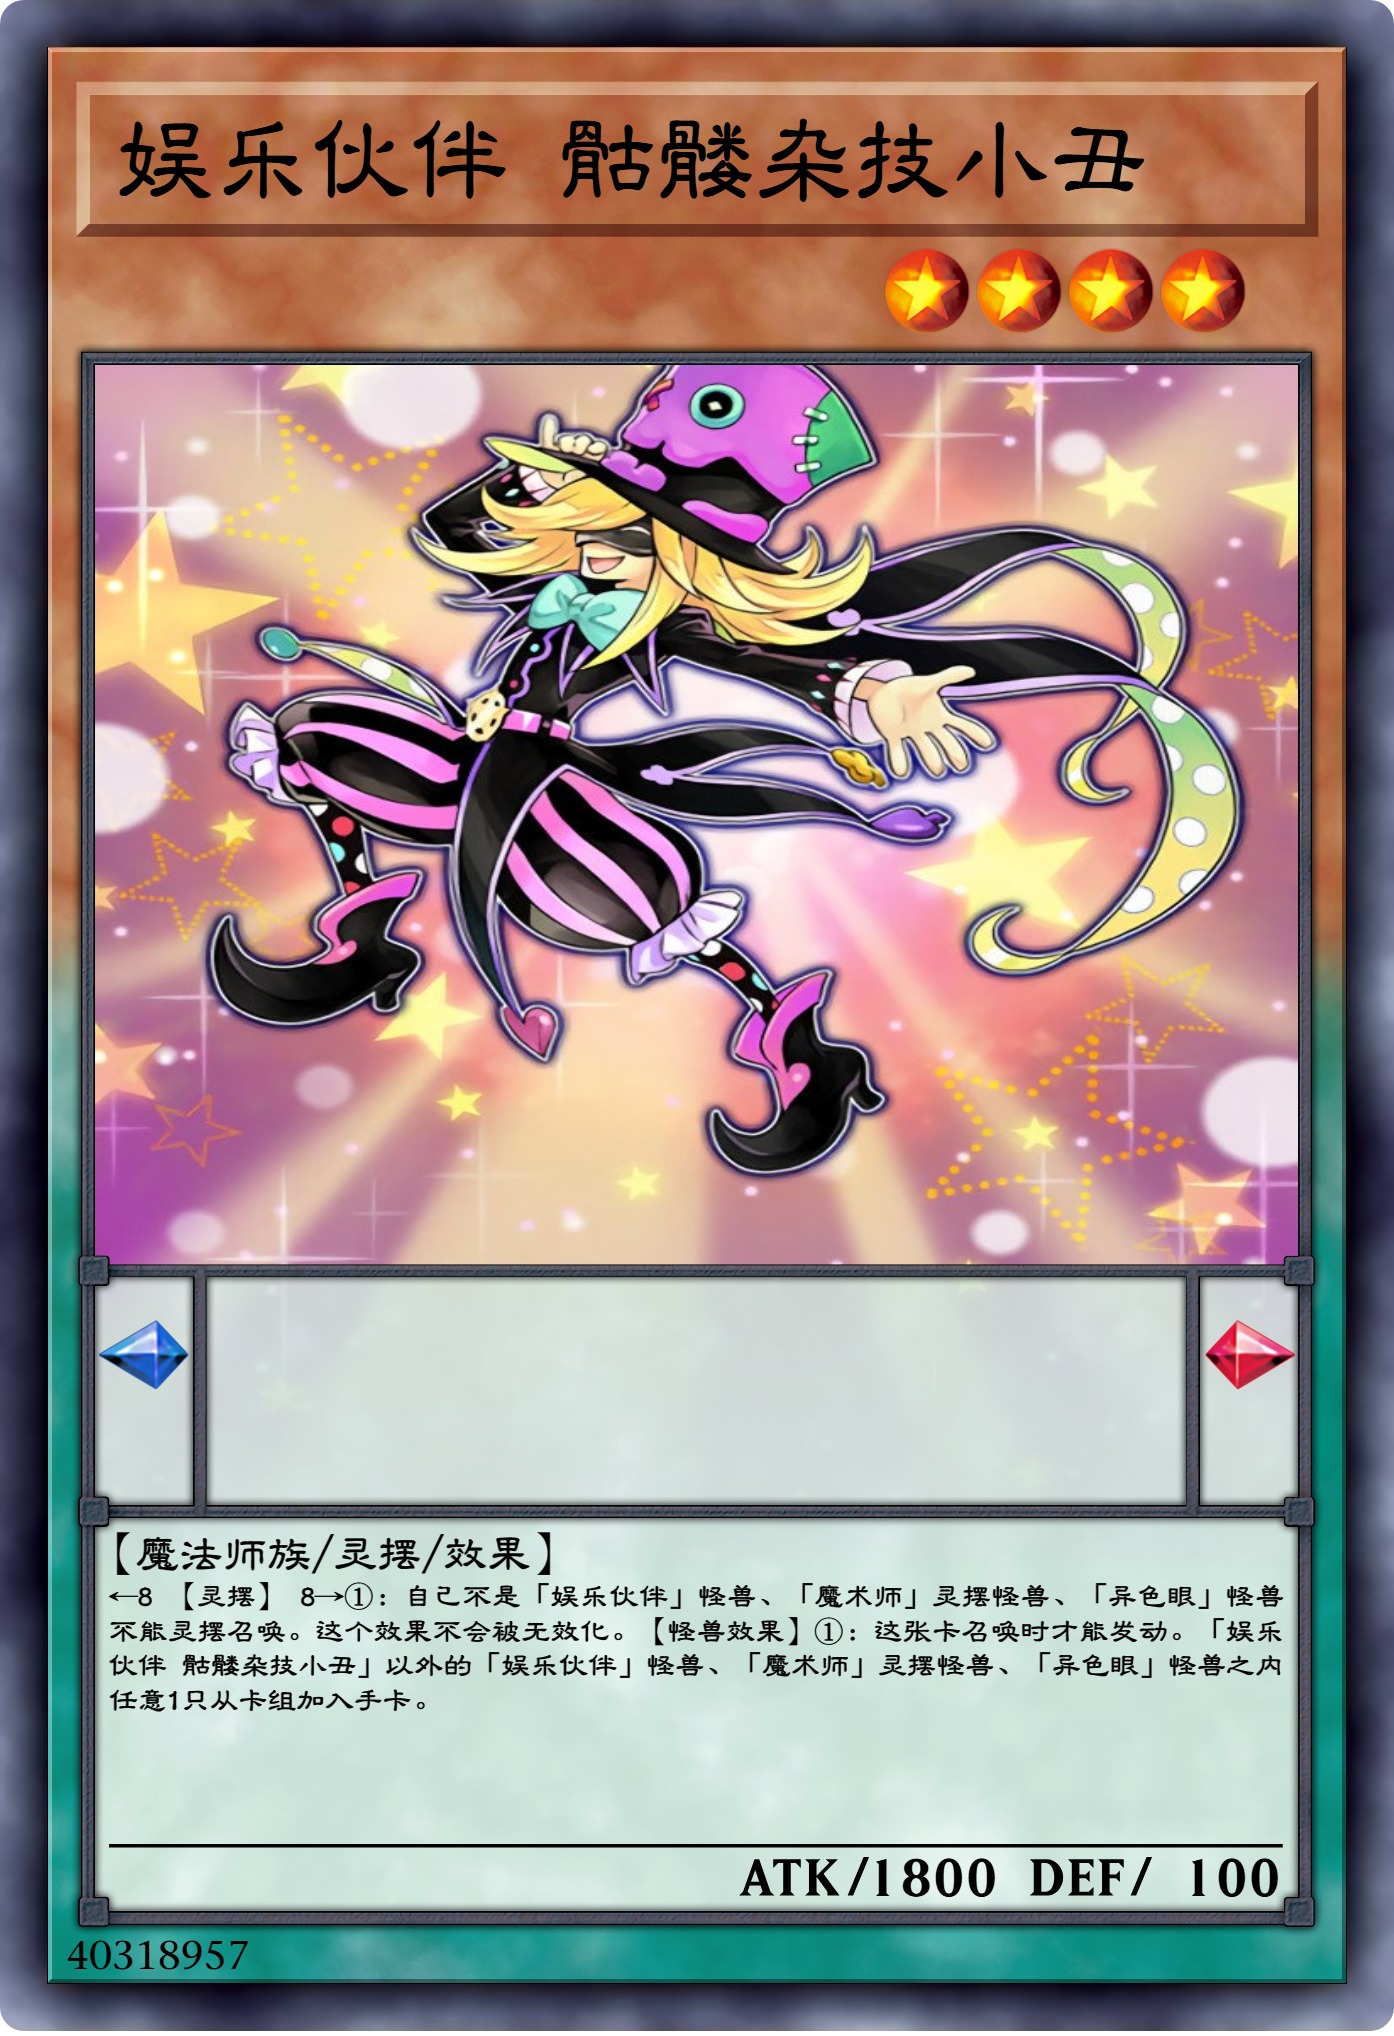 娱乐伙伴 骷髅杂技小丑
【魔法师族/灵摆/效果】
←8 【灵摆】 8→①：自己不是「娱乐伙伴」怪兽、「魔术师」灵摆怪兽、「异色眼」怪兽
不能灵摆召唤。这个效果不会被无效化。【怪兽效果】①：这张卡召唤时才能发动。「娱乐
伙伴 骷髅杂技小丑」以外的「娱乐伙伴」怪兽、「魔术师」灵摆怪兽、「异色眼」怪兽之内
任意1只从卡组加入手卡。
ATK/1800 DEF/ 100
40318957